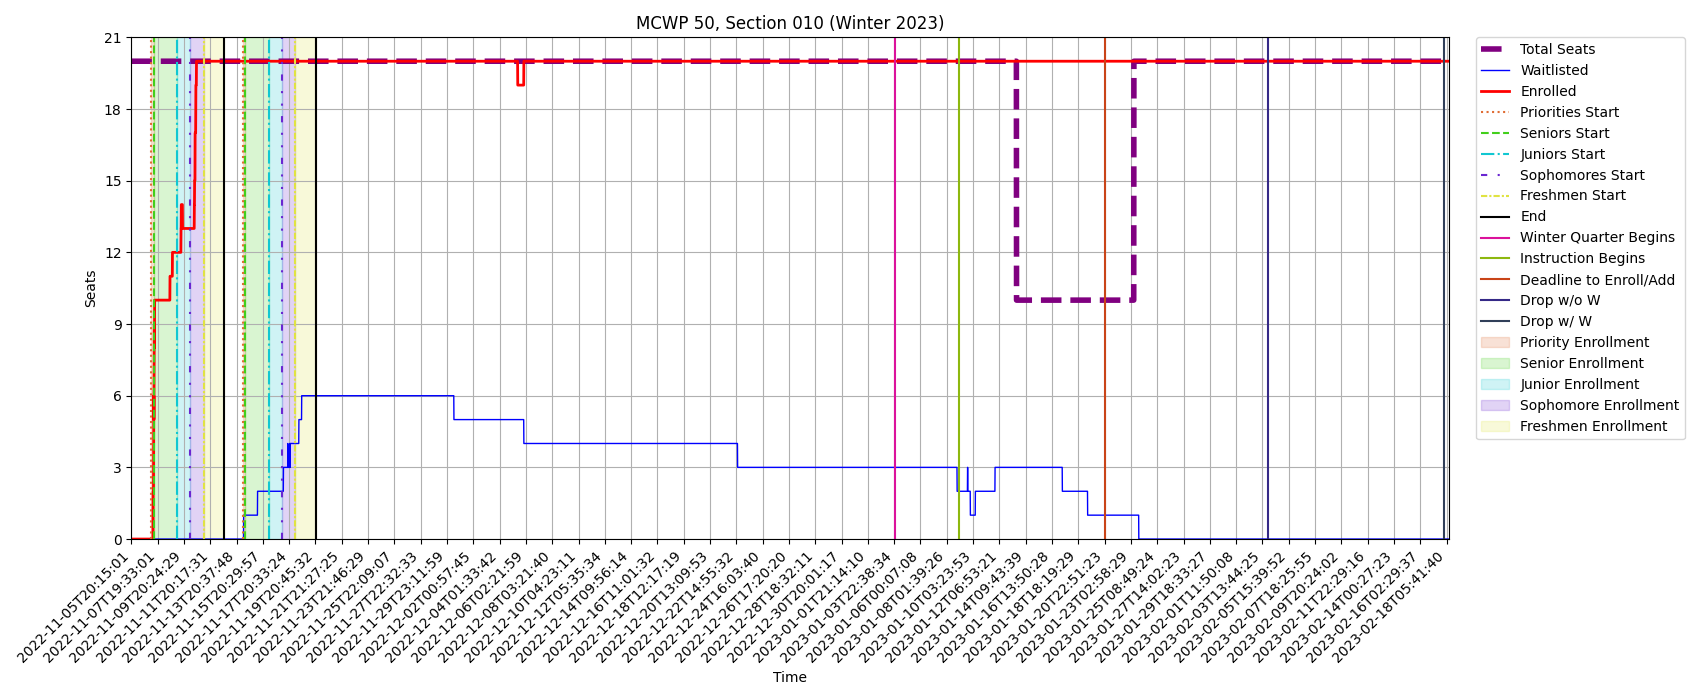 MCWP 50, Section 010 (Winter 2023)
21
18
15
12
9
6
3
0
Seats
2022-11-05T20:15:01
2022-11-07T19:33:01
2022-11-09T20:24:29
2022-11-11T20:17:31
2022-11-13T20:37:48
2022-11-15T20:29:57
2022-11-17T20:33:24
2022-11-19T20:45:32
2022-11-21T21:27:25
2022-11-23T21:46:29
2022-11-25T22:09:07
2022-11-27T22:32:33
2022-11-29T23:11:59
2022-12-02T00:57:45
2022-12-04T01:33:42
2022-12-06T02:21:59
2022-12-08T03:21:40
2022-12-10T04:23:11
2022-12-12T05:35:34
2022-12-14T09:56:14
2022-12-16T11:01:32
2022-12-18T12:17:19
2022-12-20T13:09:53
2022-12-22T14:55:32
2022-12-24T16:03:40
2022-12-26T17:20:20
2022-12-28T18:32:11
2022-12-30T20:01:17
2023-01-01T21:14:10
2023-01-03T22:38:34
2023-01-06T00:07:08
2023-01-08T01:39:26
2023-01-10T03:23:53
2023-01-12T06:53:21
2023-01-14T09:43:39
2023-01-16T13:50:28
2023-01-18T18:19:29
2023-01-20T22:51:23
2023-01-23T02:58:29
2023-01-25T08:49:24
2023-01-27T14:02:23
2023-01-29T18:33:27
2023-02-01T11:50:08
2023-02-03T13:44:25
2023-02-05T15:39:52
2023-02-07T18:25:55
2023-02-09T20:24:02
2023-02-11T22:29:16
2023-02-14T00:27:23
2023-02-16T02:29:37
2023-02-18T05:41:40
Time
Total Seats
Waitlisted
Enrolled
Priorities Start
Seniors Start
Juniors Start
Sophomores Start
Freshmen Start
End
Winter Quarter Begins
Instruction Begins
Deadline to Enroll/Add
Drop w/o W
Drop w/ W
Priority Enrollment
Senior Enrollment
Junior Enrollment
Sophomore Enrollment
Freshmen Enrollment